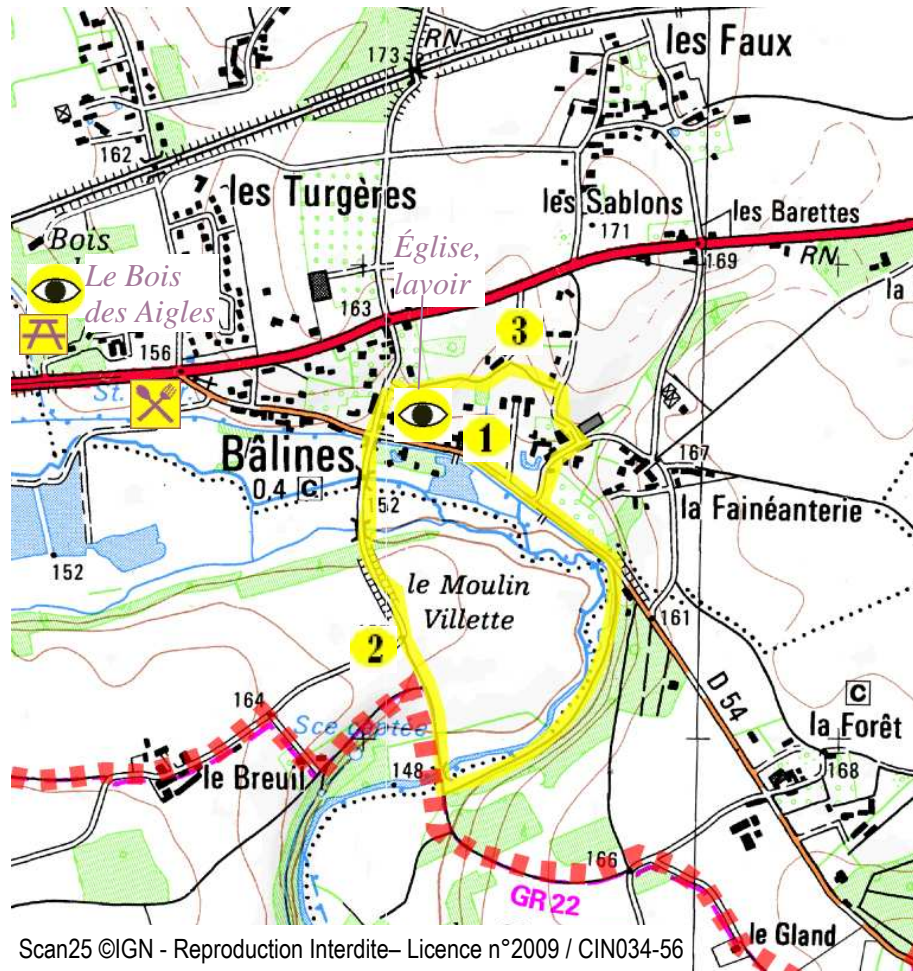 RN
les Faux
173
162
les Turgères
les Sablons
171
les Barettes
169
RN
la
Bois
Le Bois
des Aigles
Église,
lavoir
163
3
156
St.
1
Bâlines
0,4 C
152
167
la Fainéanterie
152
le Moulin
Villette
161
2
D 54
C
164
Sce captée
la Forêt
le Breuil
148
168
166
GR 22
le Gland
Scan25 ©IGN - Reproduction Interdite– Licence n°2009 / CIN034-56